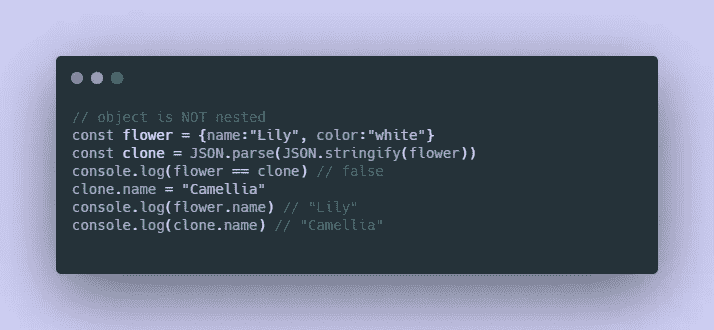 // object is NOT nested
const flower = {name:"Lily", color:"white"}
const clone = JSON.parse(JSON.stringify(flower))
console.log(flower == clone) // false
clone.name = "Camellia"
console.log(flower.name) // "Lily"
console.log(clone.name) // "Camellia"